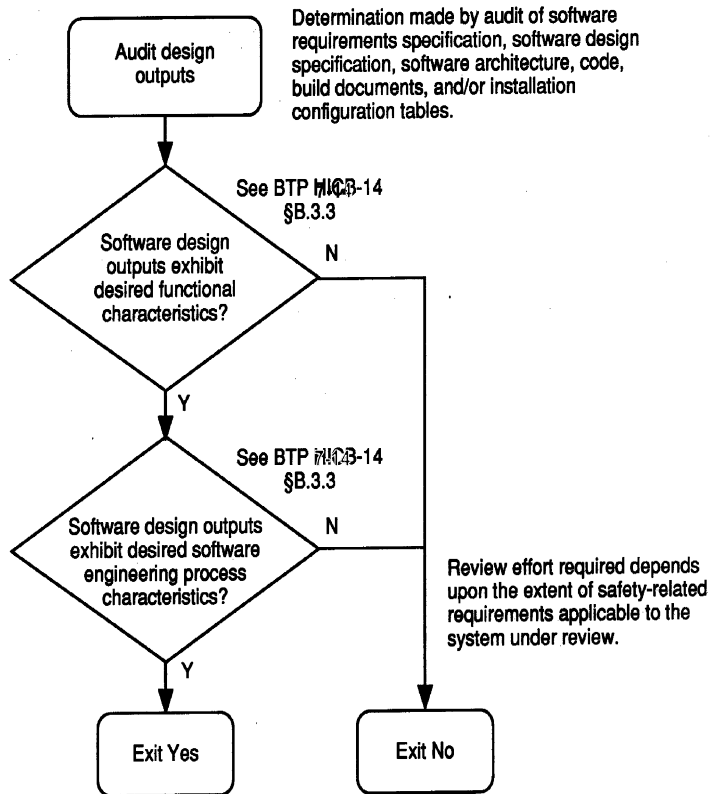 Audit design
outputs
Determination made by audit of software
requirements specification, software design
specification, software architecture, code,
build documents, and/or installation
configuration tables.
See BTP -14
§B.3.3
Software design
outputs exhibit
desired functional
characteristics?
N
Y
See BTP -14
§B.3.3
Software design outputs
exhibit desired software
engineering process
characteristics?
N
Review effort required depends
upon the extent of safety-related
requirements applicable to the
system under review.
Y
Exit Yes
Exit No